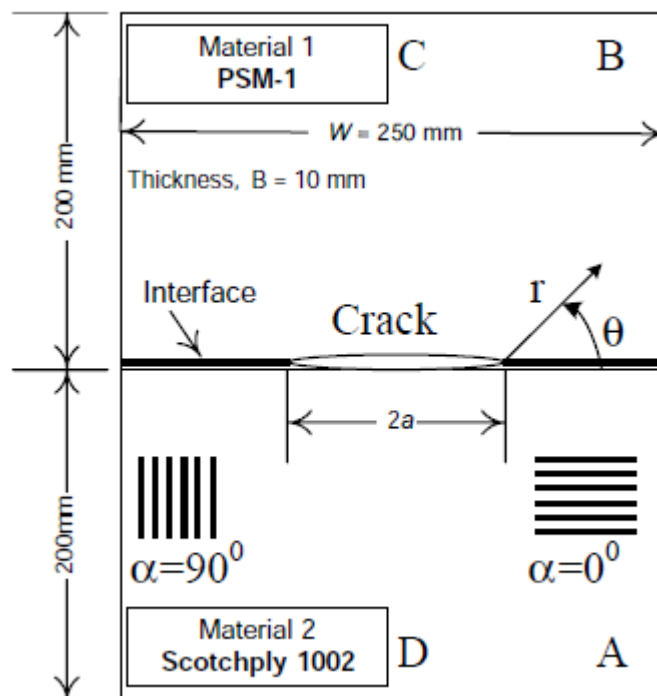 Material 1
PSM-1
C
B
W = 250 mm
200 mm
Thickness, B = 10 mm
Interface
Crack
r
θ
2a
200mm
α=90⁰
α=0⁰
Material 2
Scotchply 1002
D
A